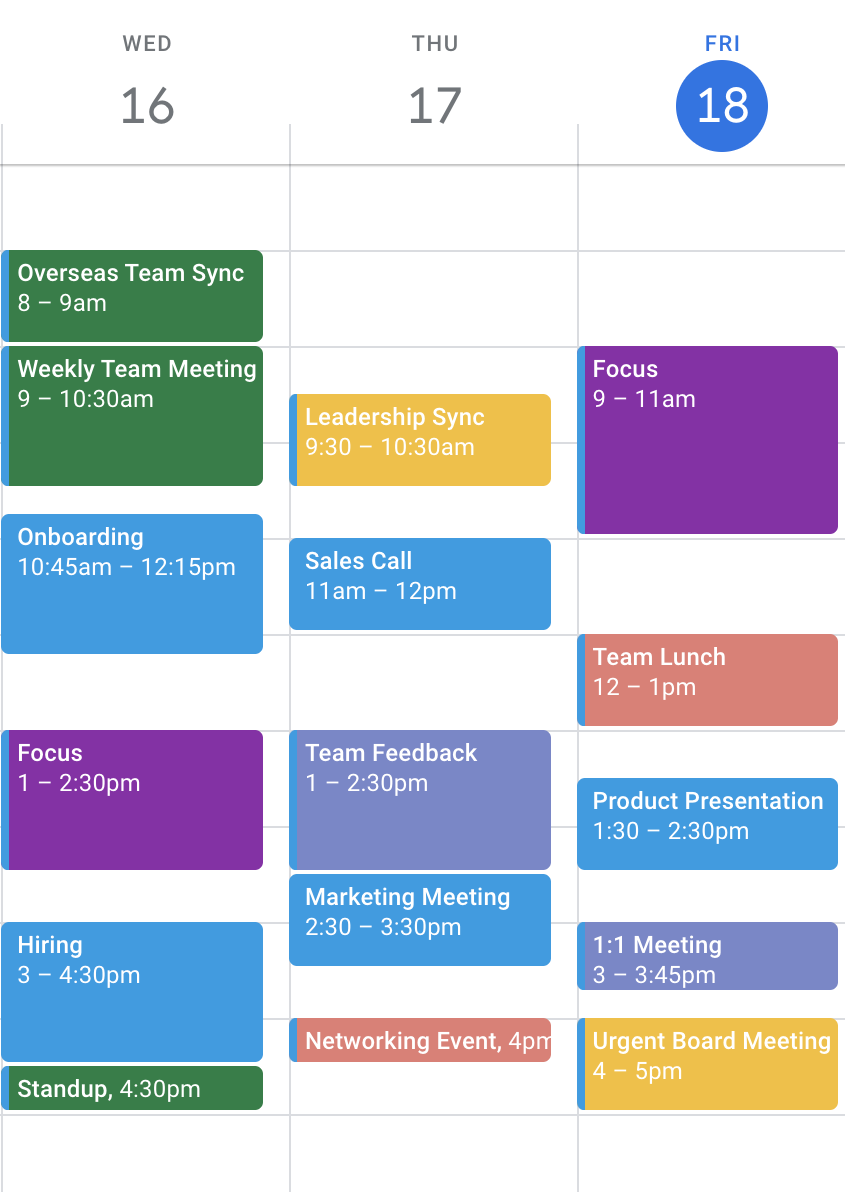 WED
16
THU
17
FRI
18
Overseas Team Sync
8 – 9am
Weekly Team Meeting
9 – 10:30am
Onboarding
10:45am – 12:15pm
Focus
1 – 2:30pm
Hiring
3 – 4:30pm
Standup, 4:30pm
Leadership Sync
9:30 – 10:30am
Sales Call
11am – 12pm
Team Feedback
1 – 2:30pm
Marketing Meeting
2:30 – 3:30pm
Networking Event, 4pm
Focus
9 – 11am
Team Lunch
12 – 1pm
Product Presentation
1:30 – 2:30pm
1:1 Meeting
3 – 3:45pm
Urgent Board Meeting
4 – 5pm